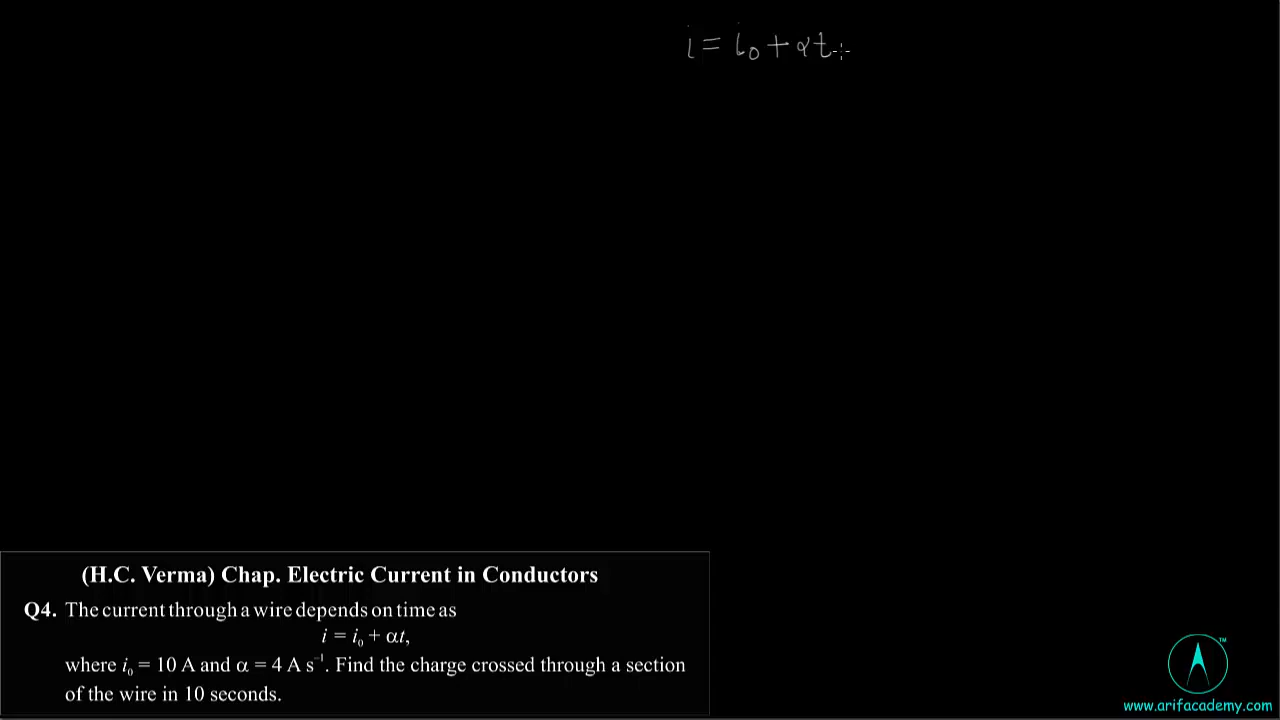 i = i₀ + αt
(H.C. Verma) Chap. Electric Current in Conductors
Q4. The current through a wire depends on time as
i = i₀ + αt,
where i₀ = 10 A and α = 4 A s⁻¹. Find the charge crossed through a section
of the wire in 10 seconds.
TM
www.arifacademy.com